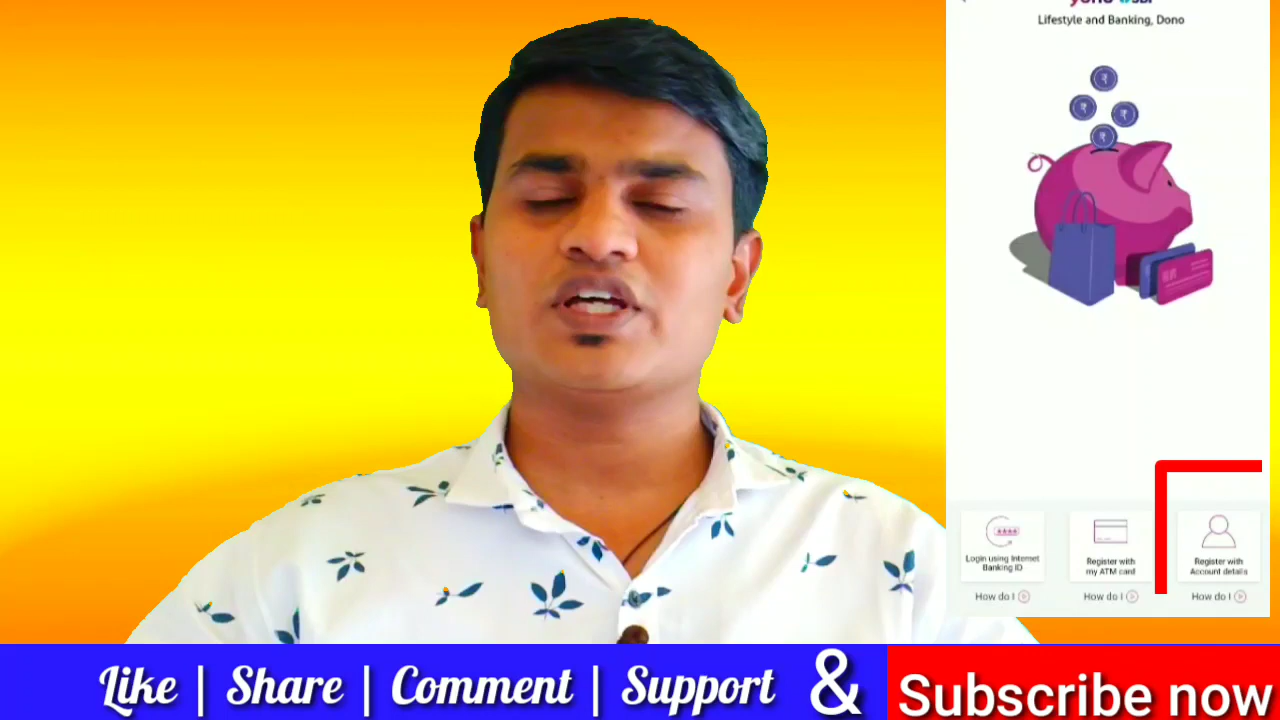 Lifestyle and Banking, Dono
Login using Internet
Banking ID
Register with
my ATM card
Register with
Account details
How do I
How do I
How do I
Like | Share | Comment | Support & Subscribe now